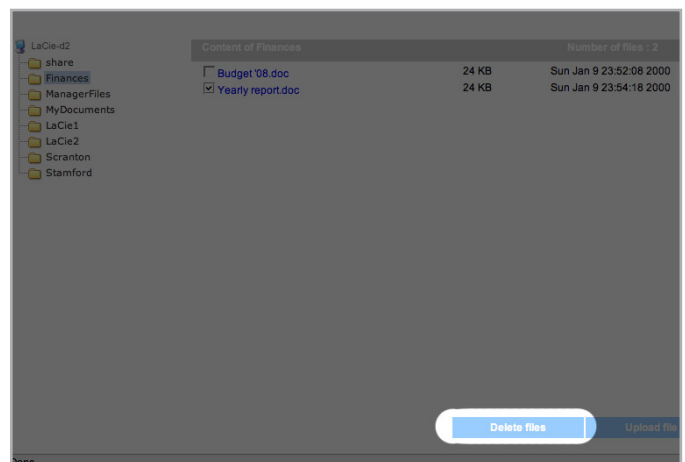 LaCie-d2
share
Finances
ManagerFiles
MyDocuments
LaCie1
LaCie2
Scranton
Stamford
Content of Finances Number of files : 2
Budget '08.doc 24 KB Sun Jan 9 23:52:08 2000
Yearly report.doc 24 KB Sun Jan 9 23:54:18 2000
Delete files Upload file